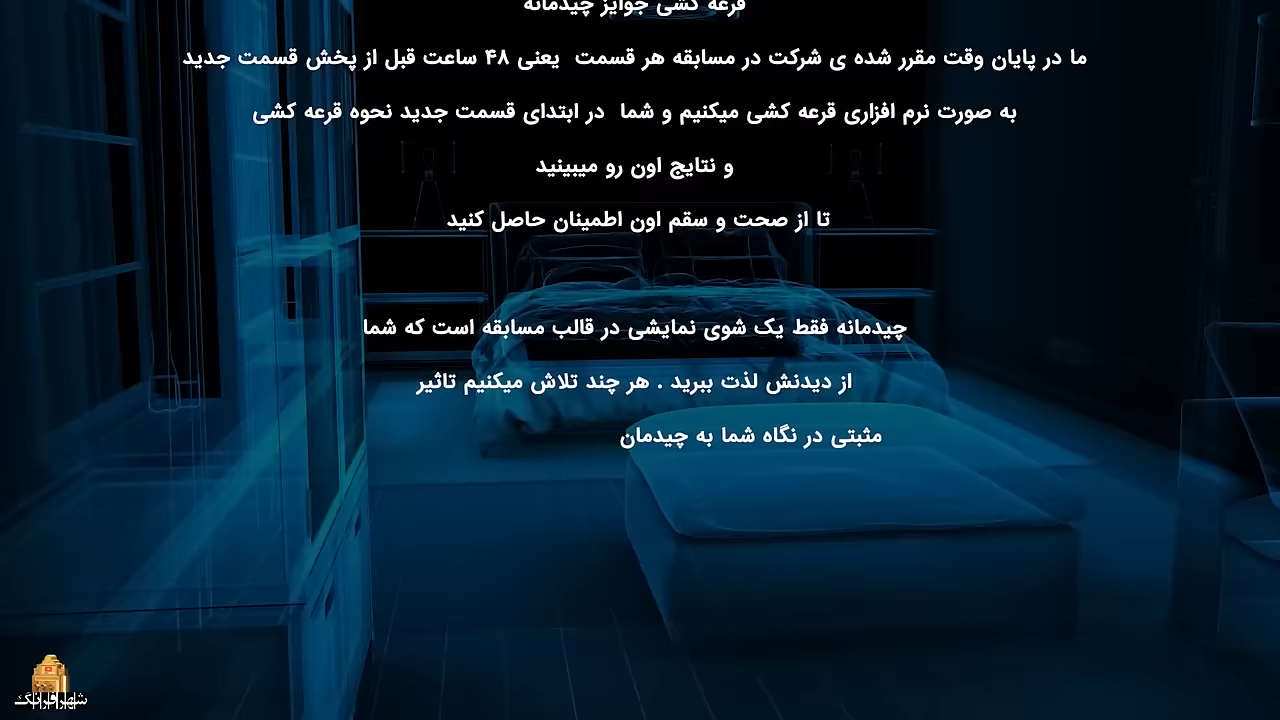 قرعه کشی جوایز چیدمانه
ما در پایان وقت مقرر شده ی شرکت در مسابقه هر قسمت یعنی ۴۸ ساعت قبل از پخش قسمت جدید
به صورت نرم افزاری قرعه کشی میکنیم و شما در ابتدای قسمت جدید نحوه قرعه کشی
و نتایج اون رو میبینید
تا از صحت و سقم اون اطمینان حاصل کنید
چیدمانه فقط یک شوی نمایشی در قالب مسابقه است که شما
از دیدنش لذت ببرید . هر چند تلاش میکنیم تاثیر
مثبتی در نگاه شما به چیدمان
شهر فرنگ